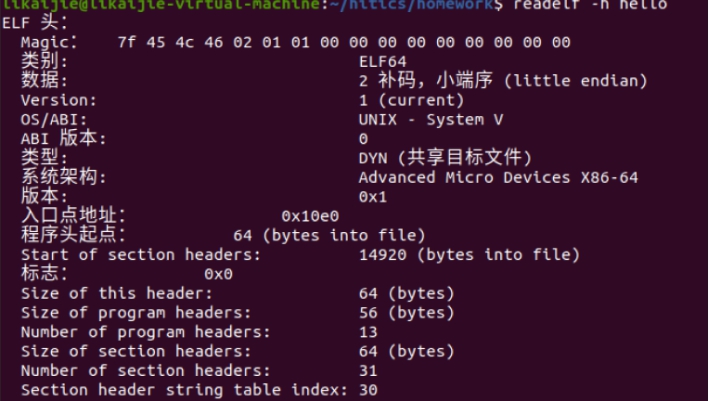 likaijie@likaijie-virtual-machine:~/hitics/homework$ readelf -h hello
ELF 头：
Magic： 7f 45 4c 46 02 01 01 00 00 00 00 00 00 00 00 00
类别: ELF64
数据: 2 补码，小端序 (little endian)
Version: 1 (current)
OS/ABI: UNIX - System V
ABI 版本: 0
类型: DYN (共享目标文件)
系统架构: Advanced Micro Devices X86-64
版本: 0x1
入口点地址： 0x10e0
程序头起点： 64 (bytes into file)
Start of section headers: 14920 (bytes into file)
标志： 0x0
Size of this header: 64 (bytes)
Size of program headers: 56 (bytes)
Number of program headers: 13
Size of section headers: 64 (bytes)
Number of section headers: 31
Section header string table index: 30